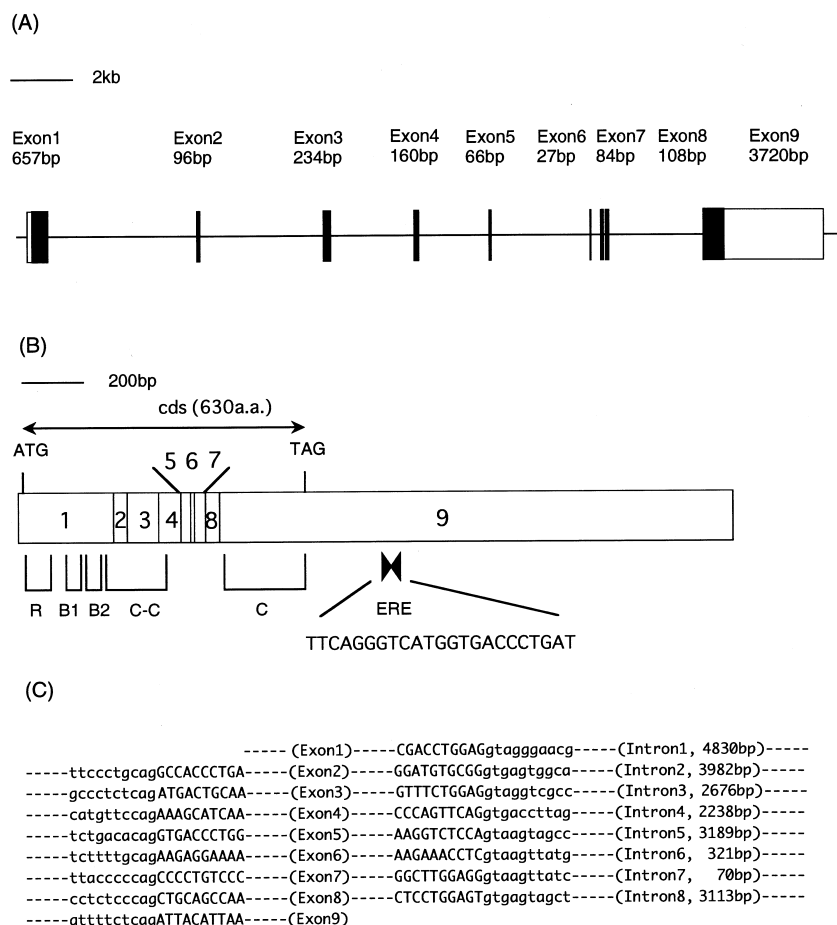 (A)
2kb
Exon1 Exon2 Exon3 Exon4 Exon5 Exon6 Exon7 Exon8 Exon9
657bp 96bp 234bp 160bp 66bp 27bp 84bp 108bp 3720bp
(B)
200bp
cds (630a.a.)
ATG TAG
5 6 7
1 2 3 4 8 9
R B1 B2 C-C C ERE
TTCAGGGTCATGGTGACCCTGAT
(C)
----- (Exon1)-----CGACCTGGAGgtagggaacg-----(Intron1, 4830bp)-----
-----ttccctgcagGCCACCCTGA-----(Exon2)-----GGATGTGCGGgtgagtggca-----(Intron2, 3982bp)-----
-----gccctctcagATGACTGCAA-----(Exon3)-----GTTTCTGGAGgtaggtcgcc-----(Intron3, 2676bp)-----
-----catgttccagAAAGCATCAA-----(Exon4)-----CCCAGTTCAGgtgaccttag-----(Intron4, 2238bp)-----
-----tctgacacagGTGACCCTGG-----(Exon5)-----AAGGTCTCCAgtaagtagcc-----(Intron5, 3189bp)-----
-----tcttttgcagAAGAGGAAAA-----(Exon6)-----AAGAAACCTCgtaagttatg-----(Intron6, 321bp)-----
-----ttacccccagCCCCTGTCCC-----(Exon7)-----GGCTTGGAGGgtaagttatc-----(Intron7, 70bp)-----
-----cctctcccagCTGCAGCCAA-----(Exon8)-----CTCCTGGAGTgtgagtagct-----(Intron8, 3113bp)-----
-----attttctcagATTACATTAA-----(Exon9)